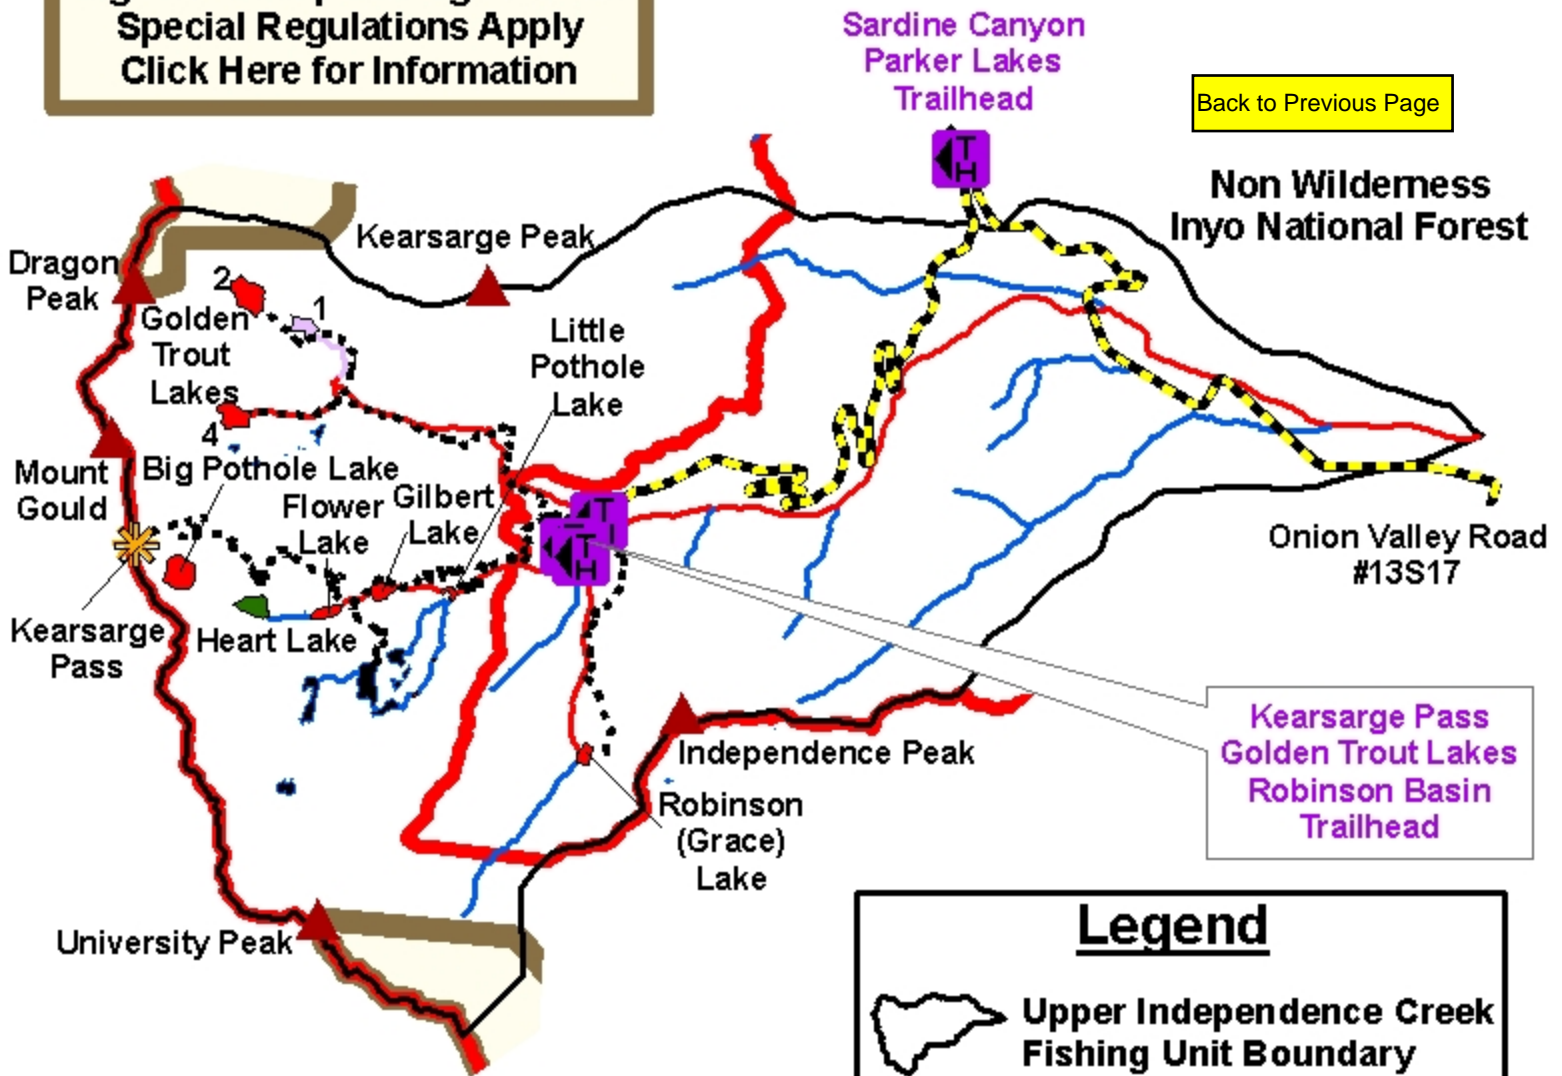 Special Regulations Apply
Click Here for Information
Sardine Canyon
Parker Lakes
Trailhead
Back to Previous Page
T
H
Non Wilderness
Inyo National Forest
Kearsarge Peak
Dragon
Peak
2
1
Golden
Trout
Lakes
4
Little
Pothole
Lake
Mount
Gould
Big Pothole Lake
Flower
Lake
Gilbert
Lake
T
T
H
Onion Valley Road
#13S17
Kearsarge
Pass
Heart Lake
Independence Peak
Kearsarge Pass
Golden Trout Lakes
Robinson Basin
Trailhead
Robinson
(Grace)
Lake
University Peak
Legend
Upper Independence Creek
Fishing Unit Boundary